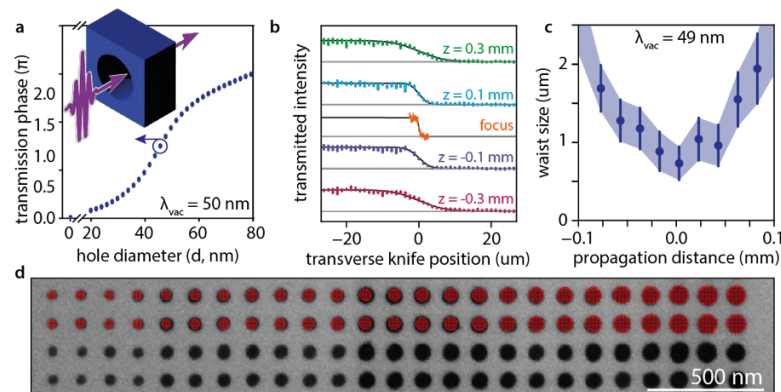 a
transmission phase (π)
2.0
1.5
1.0
0.5
0.0
λvac = 50 nm
0 20 40 60 80
hole diameter (d, nm)
b
transmitted intensity
z = 0.3 mm
z = 0.1 mm
focus
z = -0.1 mm
z = -0.3 mm
−20 0 20
transverse knife position (um)
c
λvac = 49 nm
waist size (um)
2
1
0
−0.1 0.0 0.1
propagation distance (mm)
d
500 nm